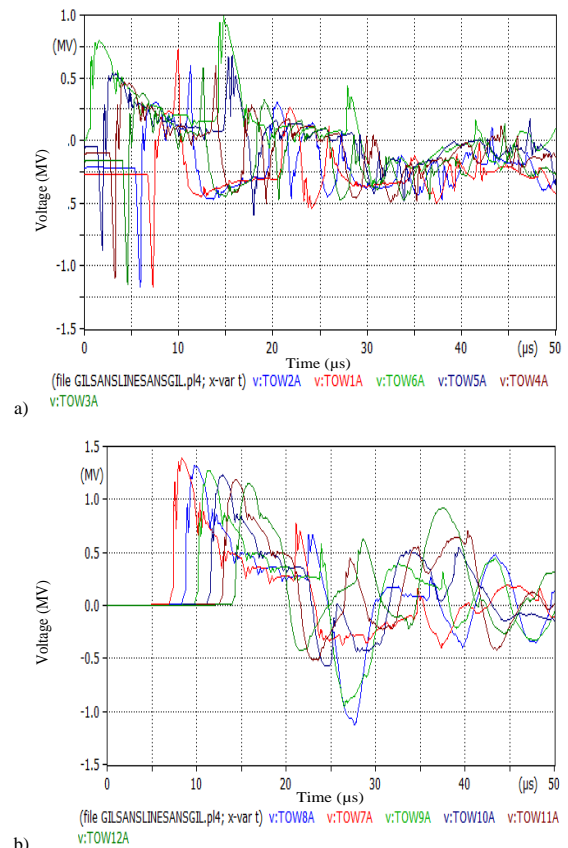 1.0
(MV)
0.5
.0
.5
-1.0
-1.5
0 10 20 30 40 50
Voltage (MV)
Time (µs)
(µs)
(file GILSANSLINESANSGIL.pl4; x-var t) v:TOW2A v:TOW1A v:TOW6A v:TOW5A v:TOW4A
v:TOW3A
a)
1.5
(MV)
1.0
0.5
0.0
-0.5
-1.0
-1.5
0 10 20 30 40 50
(µs)
Voltage (MV)
Time (µs)
(file GILSANSLINESANSGIL.pl4; x-var t) v:TOW8A v:TOW7A v:TOW9A v:TOW10A v:TOW11A
v:TOW12A
b)